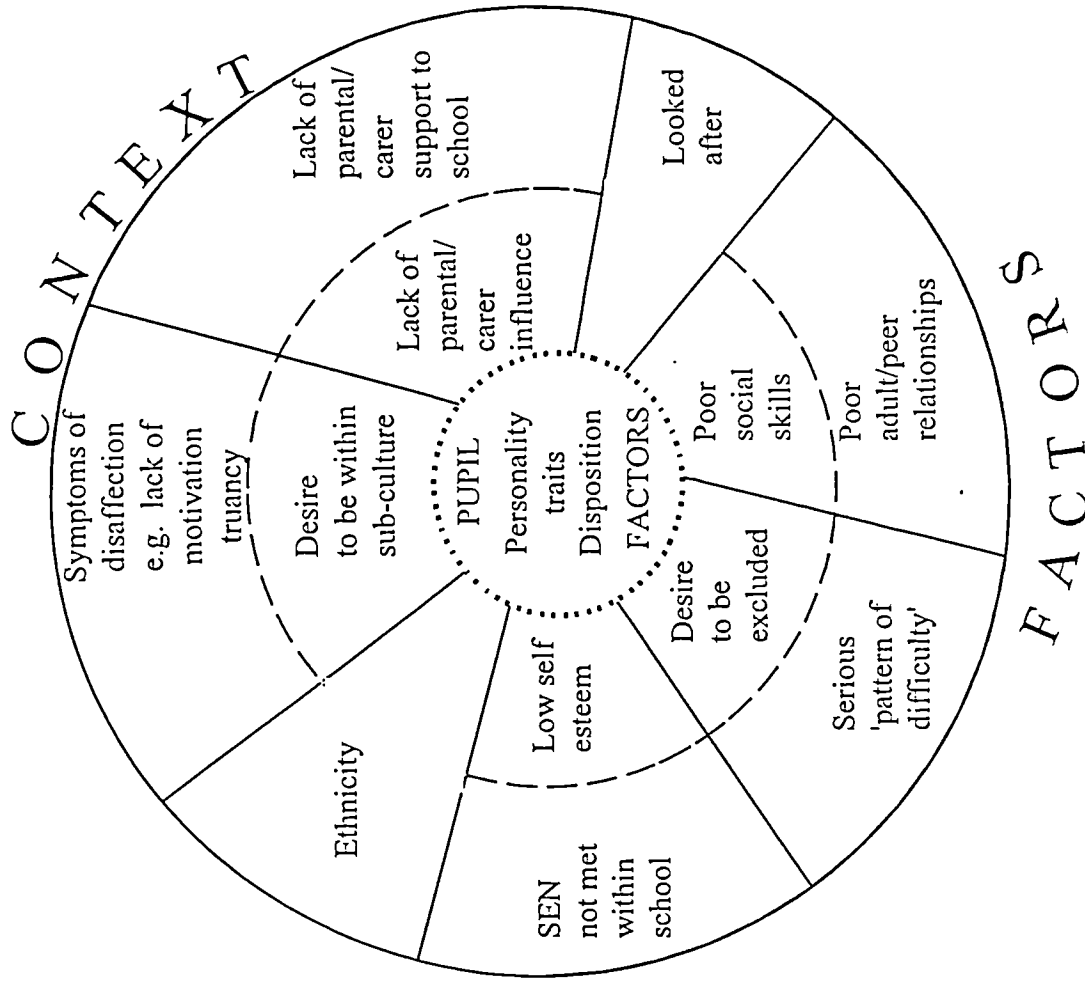 CONTEXT
Symptoms of
disaffection
e.g. lack of
motivation
truancy
Desire
to be within
sub-culture
Lack of
parental/
carer
support to
school
Lack of
parental/
carer
influence
Looked
after
Poor
social
skills
Poor
adult/peer
relationships
Desire
to be
excluded
Serious
'pattern of
difficulty'
Low self
esteem
SEN
not met
within
school
Ethnicity
PUPIL
Personality
traits
Disposition
FACTORS
FACTORS